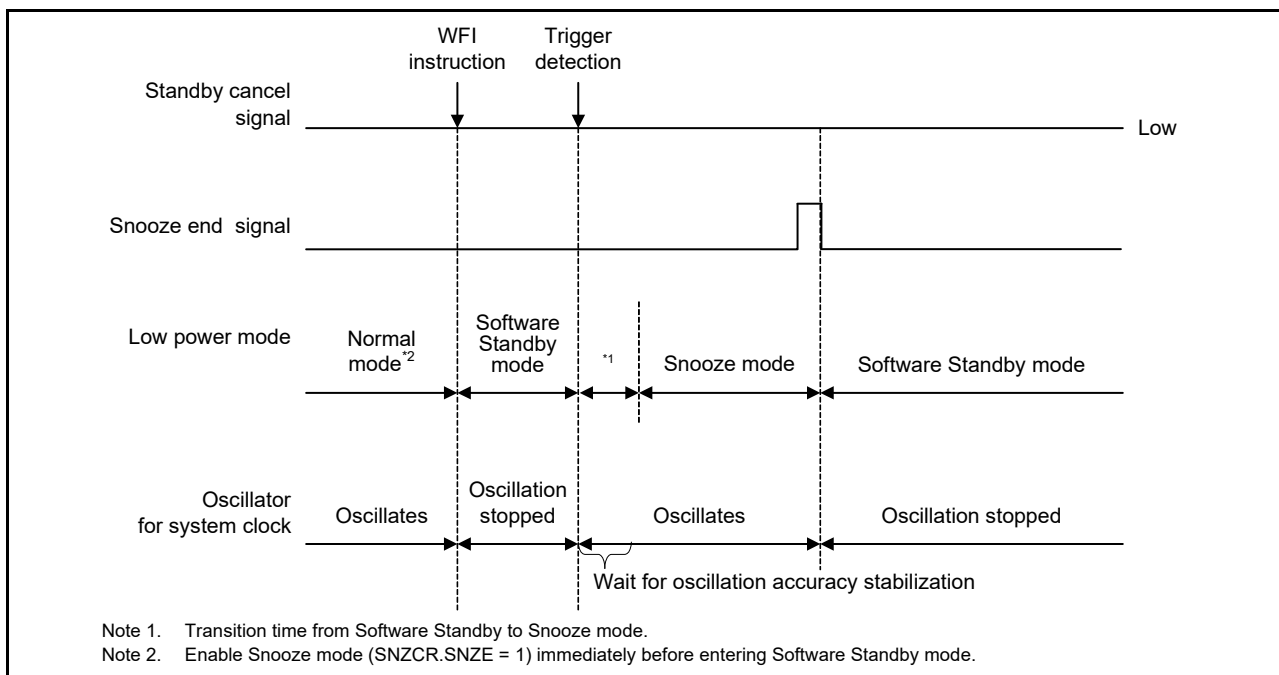 WFI
instruction
Trigger
detection
Standby cancel
signal
Low
Snooze end signal
Low power mode
Normal
mode*2
Software
Standby
mode
*1
Snooze mode
Software Standby mode
Oscillator
for system clock
Oscillates
Oscillation
stopped
Oscillates
Oscillation stopped
Wait for oscillation accuracy stabilization
Note 1. Transition time from Software Standby to Snooze mode.
Note 2. Enable Snooze mode (SNZCR.SNZE = 1) immediately before entering Software Standby mode.